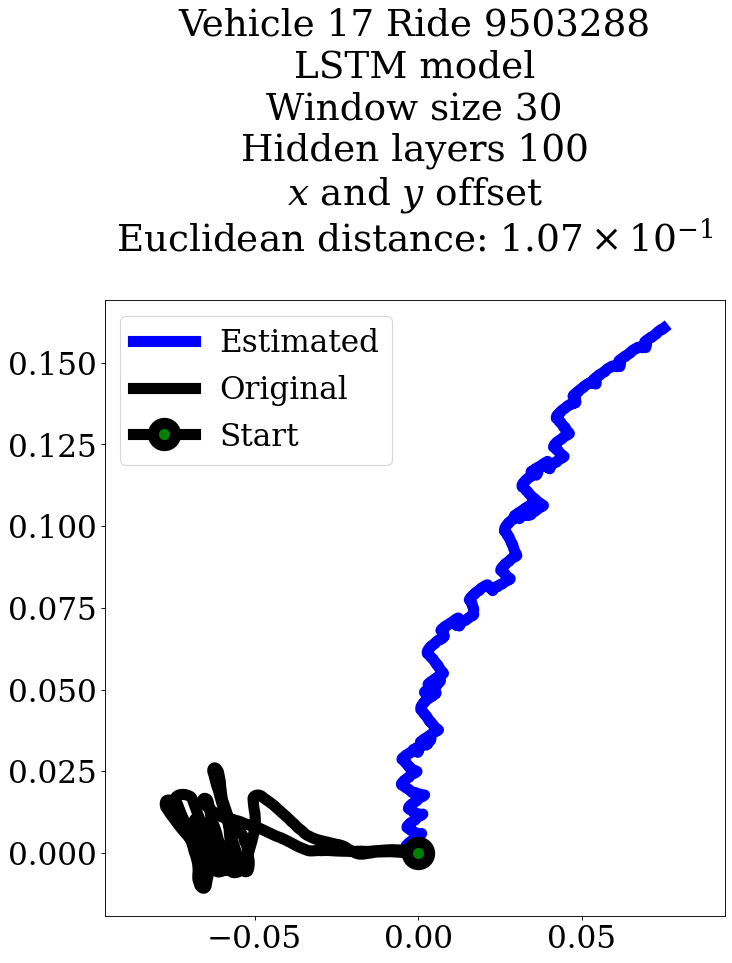 Vehicle 17 Ride 9503288
LSTM model
Window size 30
Hidden layers 100
x and y offset
Euclidean distance: 1.07 × 10⁻¹
Estimated
Original
Start
0.150
0.125
0.100
0.075
0.050
0.025
0.000
−0.05 0.00 0.05